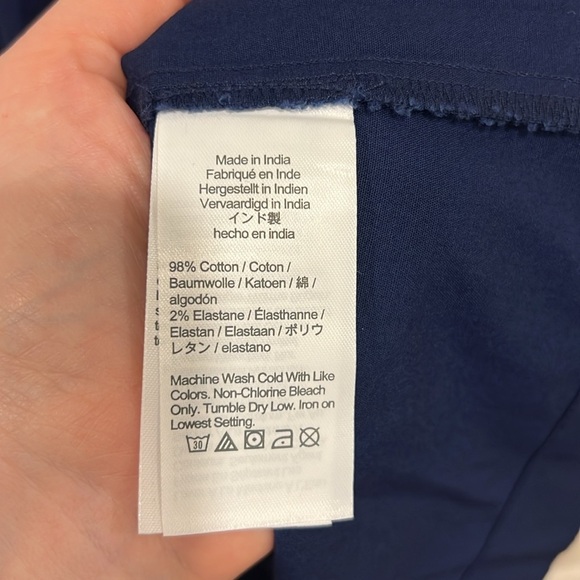 Made in India
Fabriqué en Inde
Hergestellt in Indien
Vervaardigd in India
インド製
hecho en india
98% Cotton / Coton /
Baumwolle / Katoen / 綿 /
algodón
2% Elastane / Élasthanne /
Elastan / Elastaan / ポリウ
レタン / elastano
Machine Wash Cold With Like
Colors. Non-Chlorine Bleach
Only. Tumble Dry Low. Iron on
Lowest Setting.
30